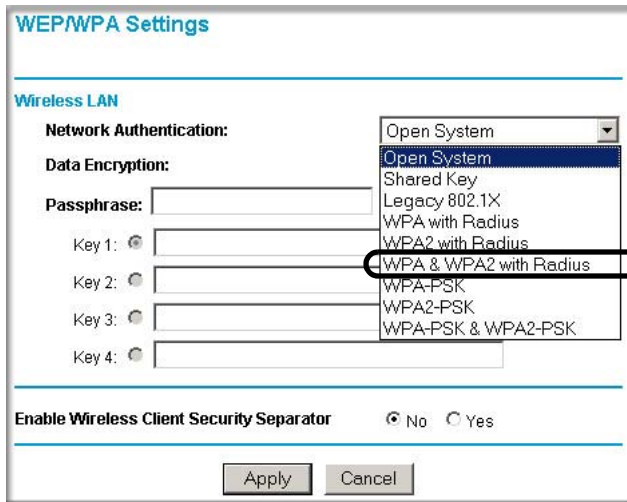 WEP/WPA Settings
Wireless LAN
Network Authentication:
Open System
Open System
Shared Key
Legacy 802.1X
WPA with Radius
WPA2 with Radius
WPA & WPA2 with Radius
WPA-PSK
WPA2-PSK
WPA-PSK & WPA2-PSK
Data Encryption:
Passphrase:
Key 1:
Key 2:
Key 3:
Key 4:
Enable Wireless Client Security Separator No Yes
Apply Cancel